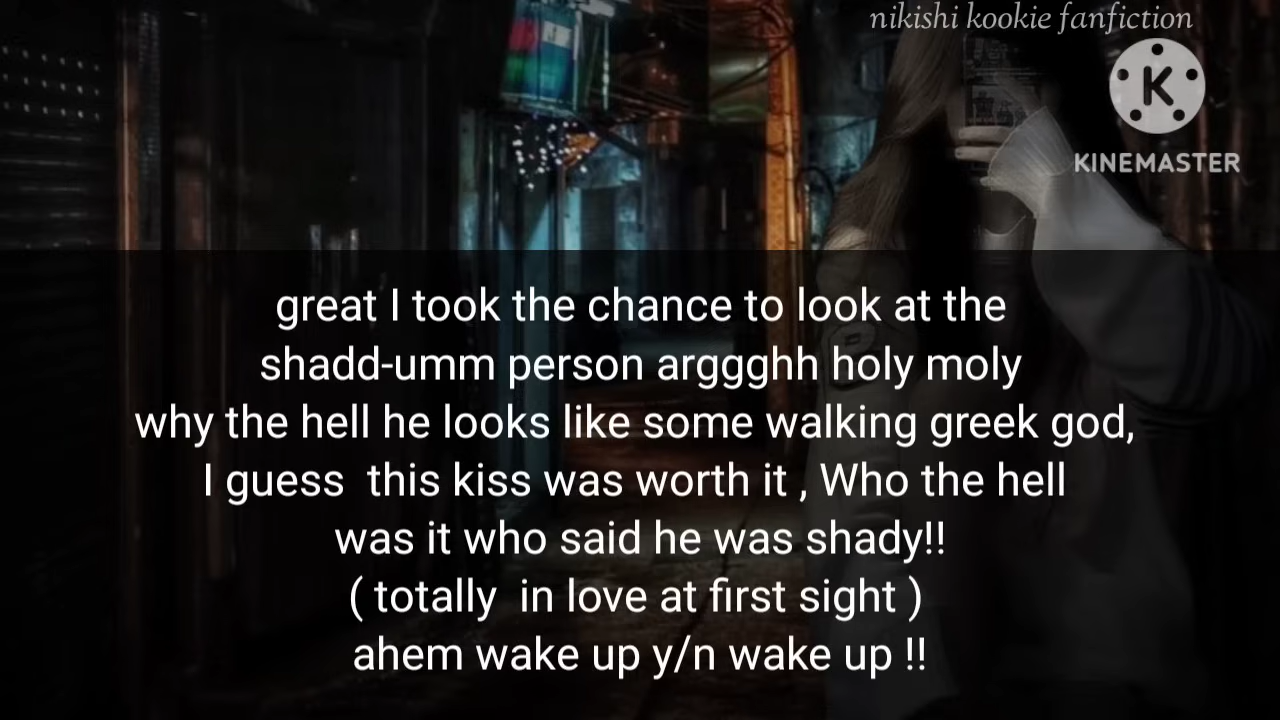 nikishi kookie fanfiction
K
KINEMASTER
great I took the chance to look at the
shadd-umm person arggghh holy moly
why the hell he looks like some walking greek god,
I guess  this kiss was worth it , Who the hell
was it who said he was shady!!
( totally  in love at first sight )
ahem wake up y/n wake up !!